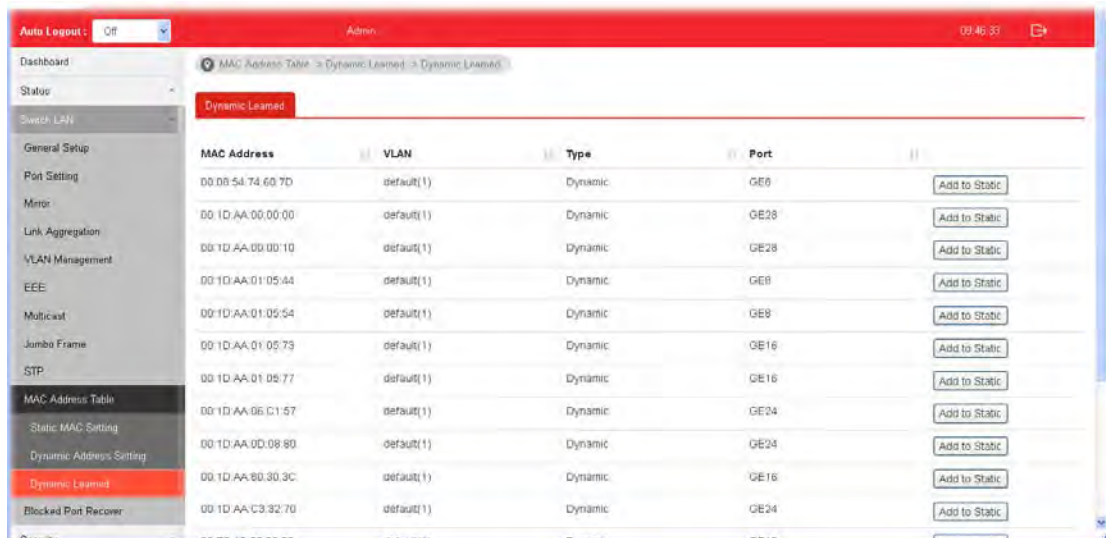 Auto Logout : Off Admin 09:46:33
Dashboard
MAC Address Table > Dynamic Learned > Dynamic Learned
Status
Switch LAN
Dynamic Learned
General Setup
Port Setting
Mirror
Link Aggregation
VLAN Management
EEE
Multicast
Jumbo Frame
STP
MAC Address Table
Static MAC Setting
Dynamic Address Setting
Dynamic Learned
Blocked Port Recover
MAC Address VLAN Type Port
default(1) Dynamic GE6 Add to Static
00:1D:AA:00:00:00 default(1) Dynamic GE28 Add to Static
00:1D:AA:00:00:10 default(1) Dynamic GE28 Add to Static
00:1D:AA:01:05:44 default(1) Dynamic GE8 Add to Static
00:1D:AA:01:05:54 default(1) Dynamic GE8 Add to Static
00:1D:AA:01:05:73 default(1) Dynamic GE16 Add to Static
00:1D:AA:01:05:77 default(1) Dynamic GE16 Add to Static
00:1D:AA:06:C1:57 default(1) Dynamic GE24 Add to Static
00:1D:AA:0D:08:80 default(1) Dynamic GE24 Add to Static
00:1D:AA:80:30:3C default(1) Dynamic GE16 Add to Static
00:1D:AA:C3:32:70 default(1) Dynamic GE24 Add to Static